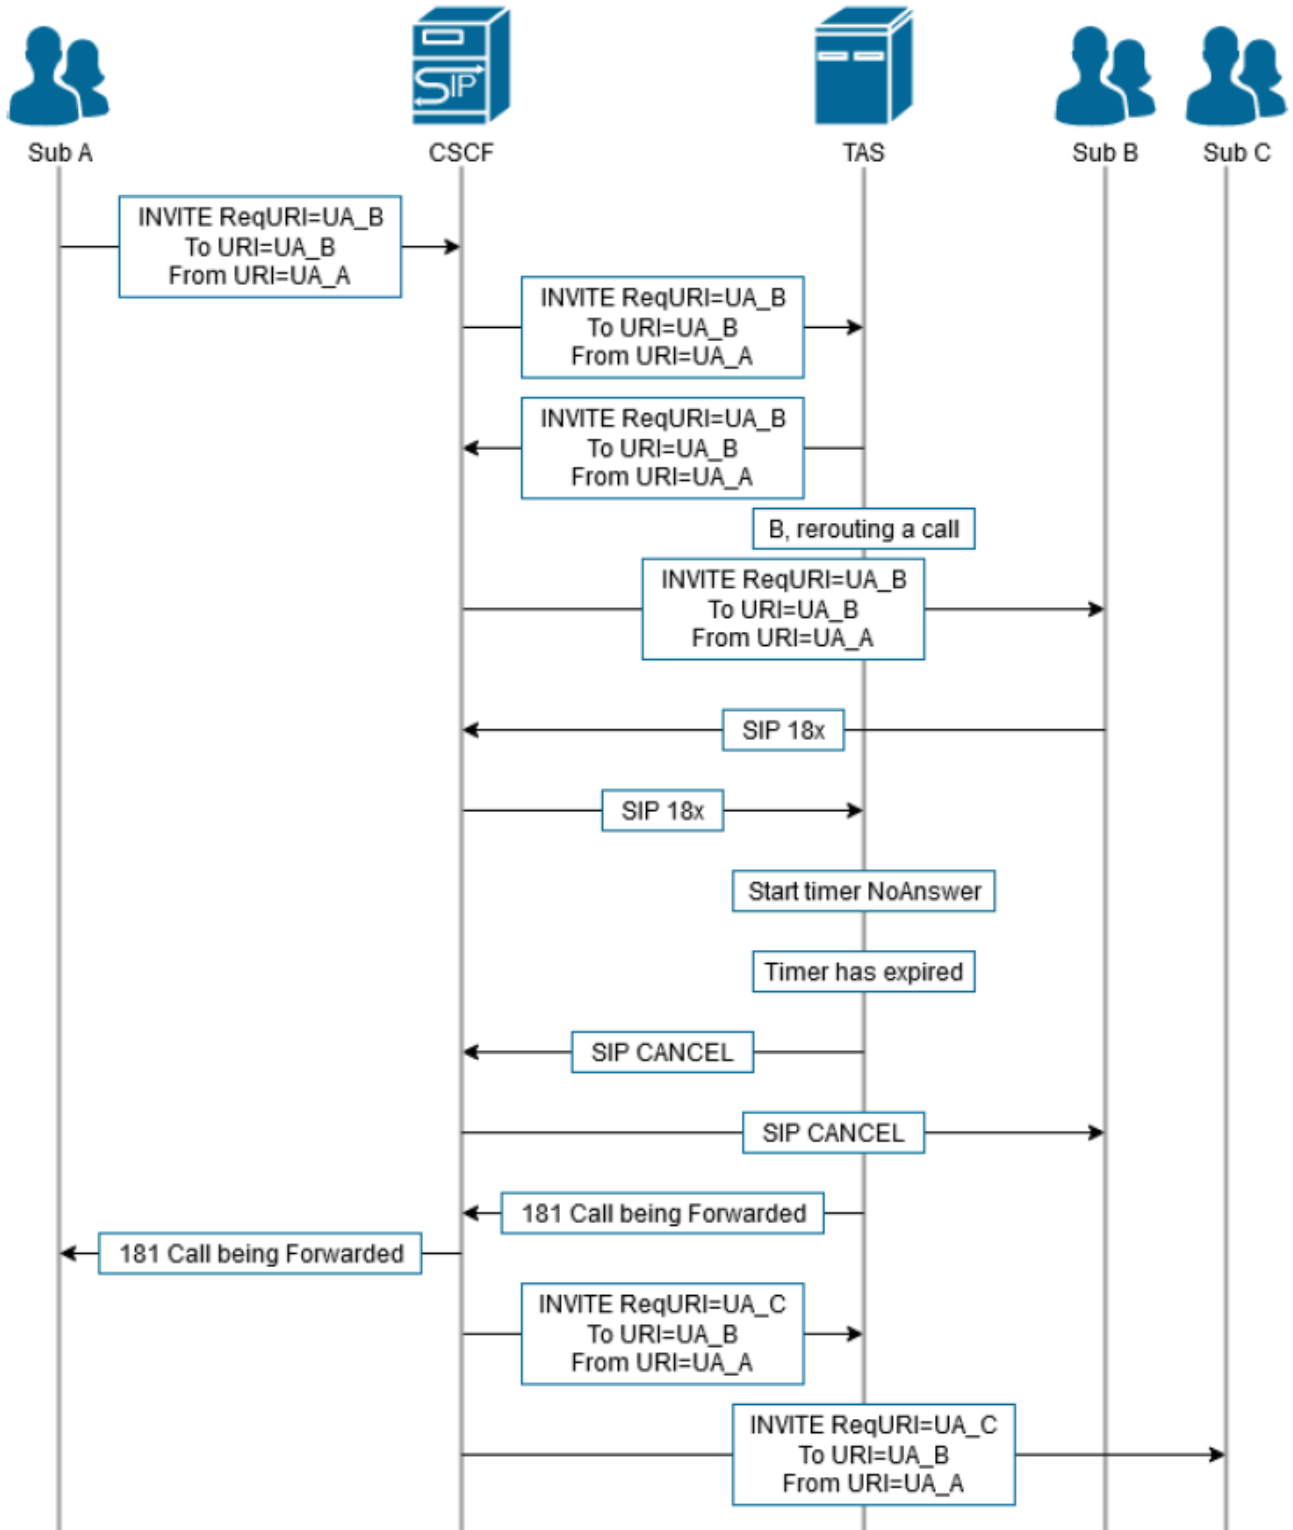 SIP
Sub A
CSCF
TAS
Sub B
Sub C
INVITE ReqURI=UA_B
To URI=UA_B
From URI=UA_A
INVITE ReqURI=UA_B
To URI=UA_B
From URI=UA_A
INVITE ReqURI=UA_B
To URI=UA_B
From URI=UA_A
B, rerouting a call
INVITE ReqURI=UA_B
To URI=UA_B
From URI=UA_A
SIP 18x
SIP 18x
Start timer NoAnswer
Timer has expired
SIP CANCEL
SIP CANCEL
181 Call being Forwarded
181 Call being Forwarded
INVITE ReqURI=UA_C
To URI=UA_B
From URI=UA_A
INVITE ReqURI=UA_C
To URI=UA_B
From URI=UA_A